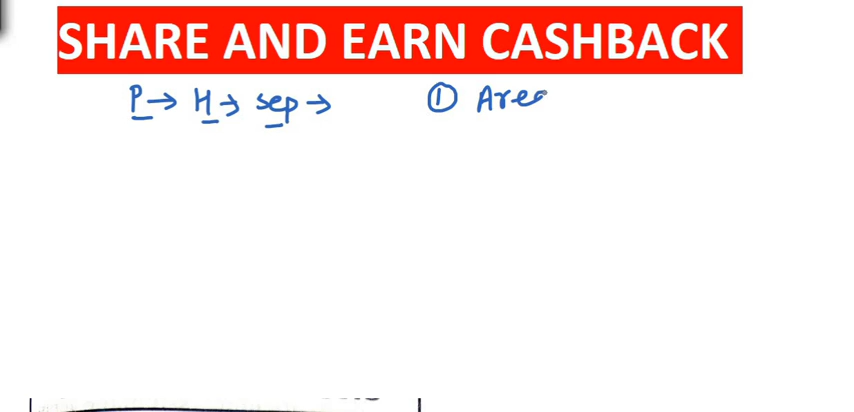 SHARE AND EARN CASHBACK
P → H → sep → ① Area